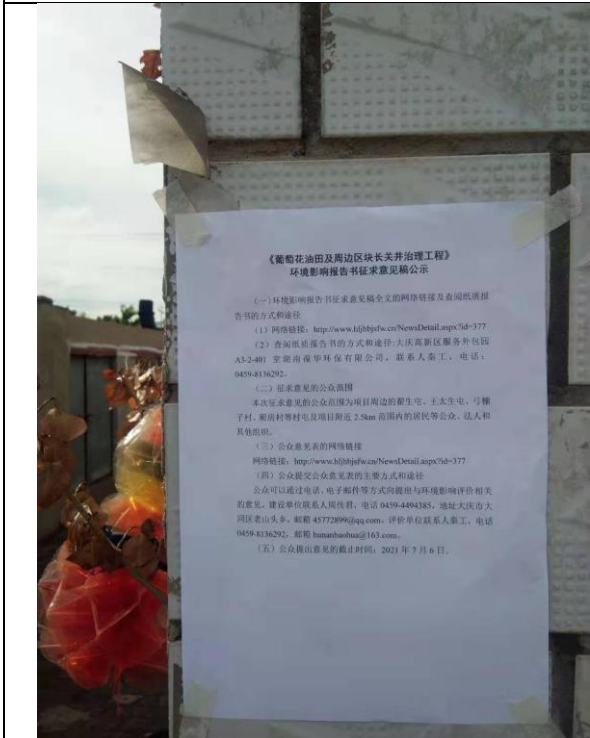 《葡萄花油田及周边区块长关井治理工程》
环境影响报告书征求意见稿公示
（一）环境影响报告书征求意见稿全文的网络链接及查阅纸质报
告书的方式和途径
（1）网络链接：http://www.hljhbjsfw.cn/NewsDetail.aspx?id=377
（2）查阅纸质报告书的方式和途径:大庆高新区服务外包园
A3-2-401 室湖南葆华环保有限公司，联系人秦工，电话：
0459-8136292。
（二）征求意见的公众范围
本次征求意见的公众范围为项目周边的翟生屯、王太生屯、弓棚
子村、厢房村等村屯及项目附近 2.5km 范围内的居民等公众、法人和
其他组织。
（三）公众意见表的网络链接
网络链接：http://www.hljhbjsfw.cn/NewsDetail.aspx?id=377
（四）公众提交公众意见表的主要方式和途径
公众可以通过电话、电子邮件等方式向提出与环境影响评价相关
的意见。建设单位联系人周传君，电话 0459-4494385，地址大庆市大
同区老山头乡，邮箱 45772899@qq.com。评价单位联系人秦工，电话
0459-8136292，邮箱 hunanbaohua@163.com。
（五）公众提出意见的截止时间：2021 年 7 月 6 日。